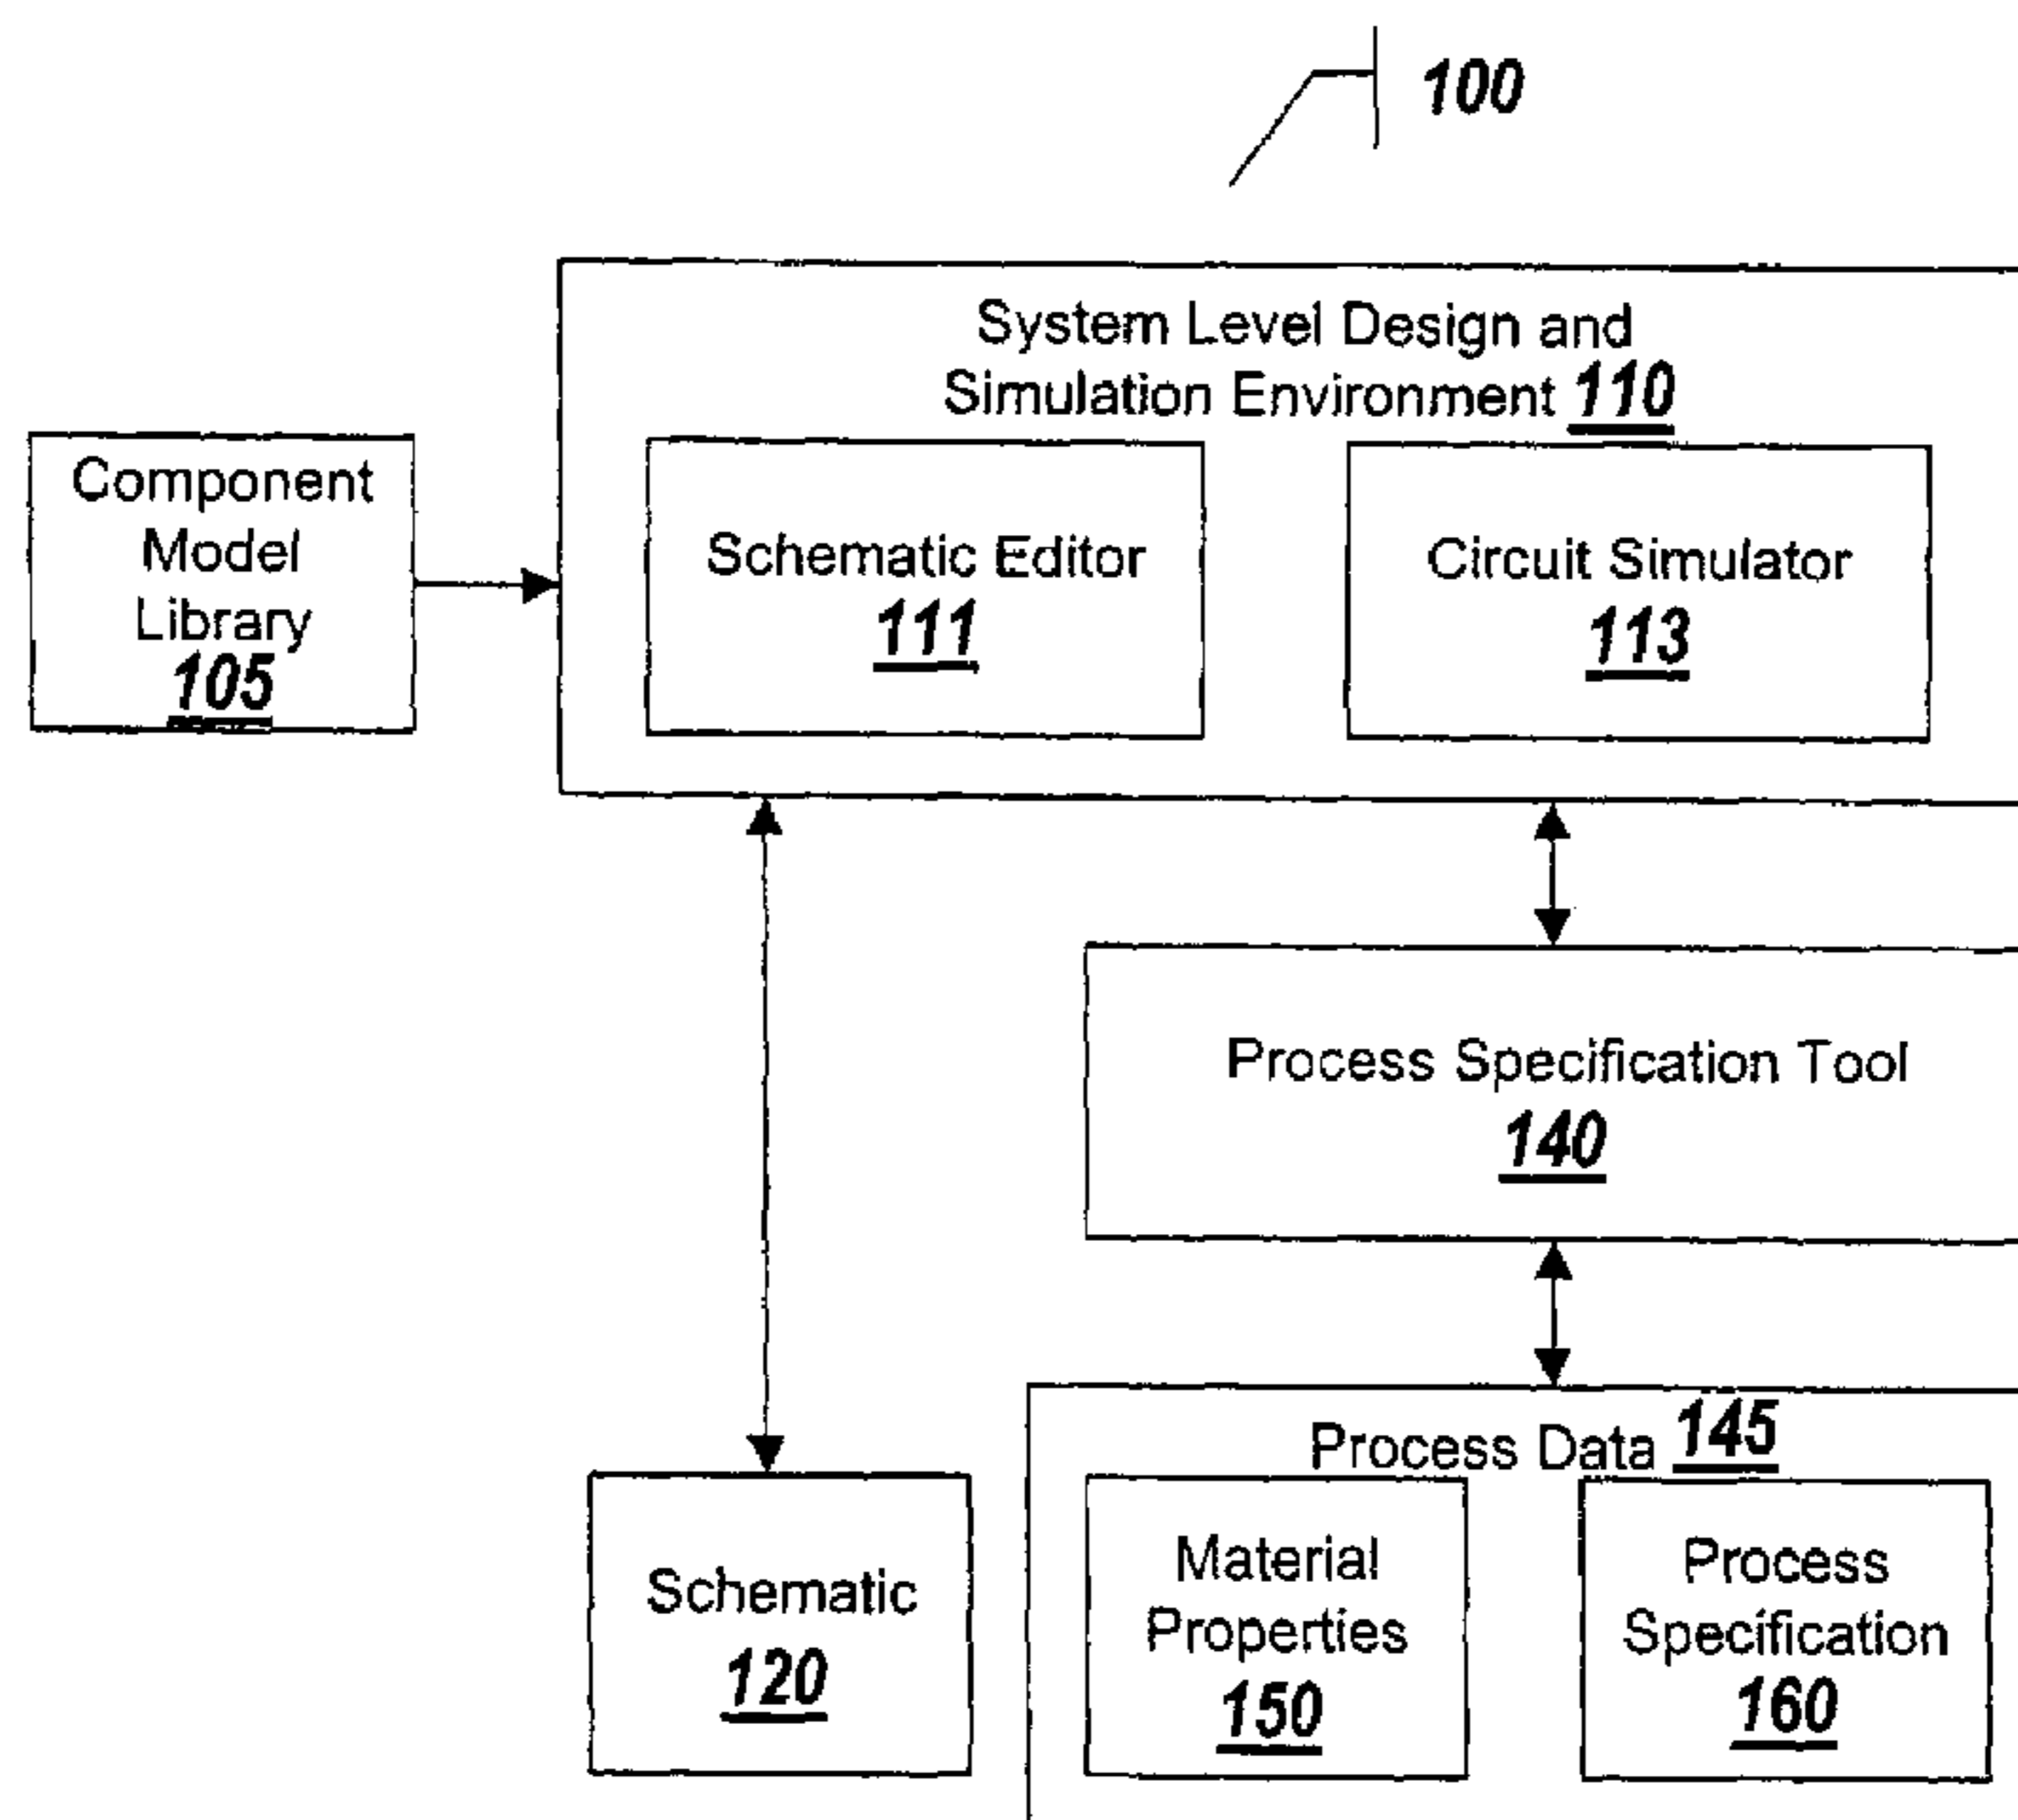 100
System Level Design and
Simulation Environment 110
Component
Model
Library
105
Schematic Editor
111
Circuit Simulator
113
Process Specification Tool
140
Process Data 145
Schematic
120
Material
Properties
150
Process
Specification
160